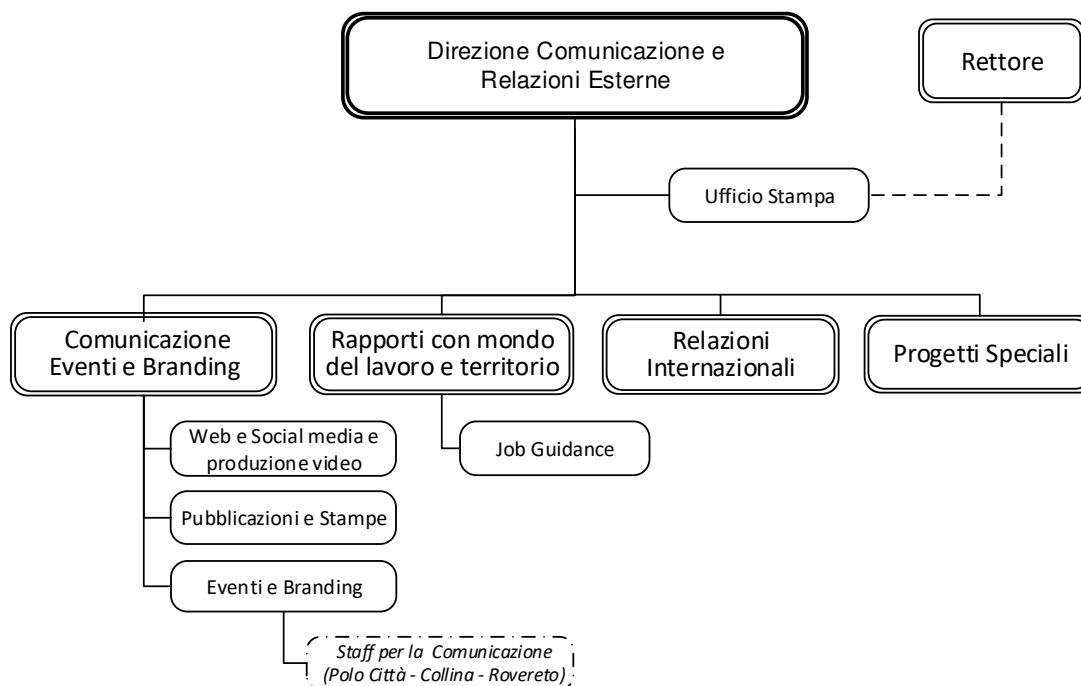 Direzione Comunicazione e
Relazioni Esterne
Rettore
Ufficio Stampa
Comunicazione
Eventi e Branding
Rapporti con mondo
del lavoro e territorio
Relazioni
Internazionali
Progetti Speciali
Web e Social media e
produzione video
Job Guidance
Pubblicazioni e Stampe
Eventi e Branding
Staff per la Comunicazione
(Polo Città - Collina - Rovereto)